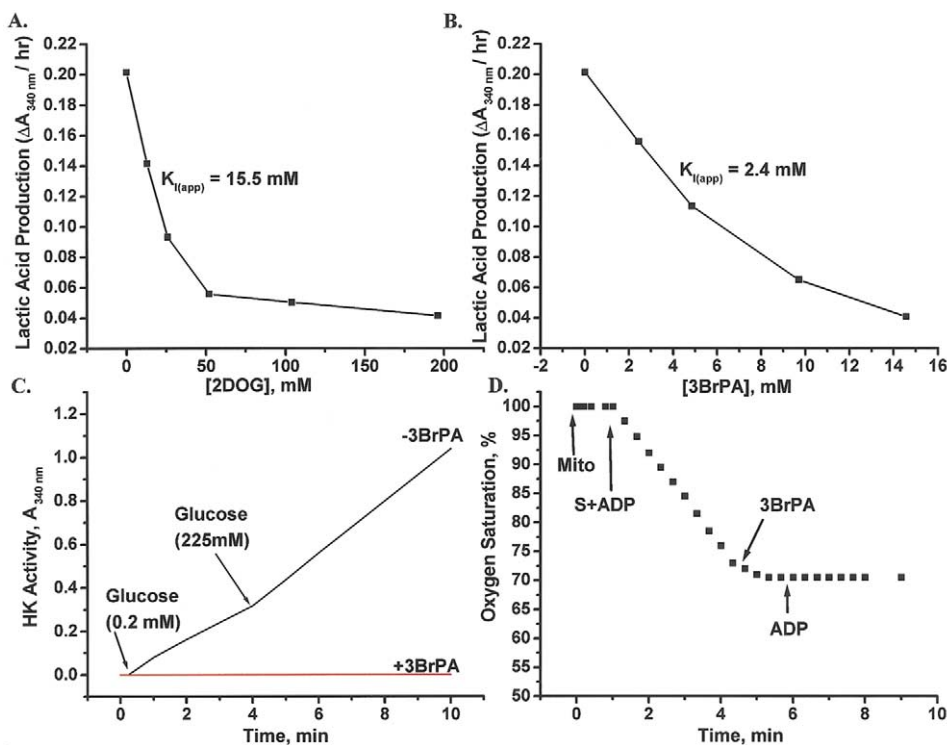 A.
0.22
0.20
0.18
0.16
0.14
0.12
0.10
0.08
0.06
0.04
0.02
Lactic Acid Production (ΔA 340 nm / hr)
K I(app) = 15.5 mM
0 50 100 150 200
[2DOG], mM
B.
0.22
0.20
0.18
0.16
0.14
0.12
0.10
0.08
0.06
0.04
0.02
Lactic Acid Production (ΔA 340 nm / hr)
K I(app) = 2.4 mM
-2 0 2 4 6 8 10 12 14 16
[3BrPA], mM
C.
1.2
1.0
0.8
0.6
0.4
0.2
0.0
HK Activity, A 340 nm
-3BrPA
Glucose
(225mM)
Glucose
(0.2 mM)
+3BrPA
0 2 4 6 8 10
Time, min
D.
100
95
90
85
80
75
70
65
60
55
50
Oxygen Saturation, %
Mito
S+ADP
3BrPA
ADP
0 2 4 6 8 10
Time, min